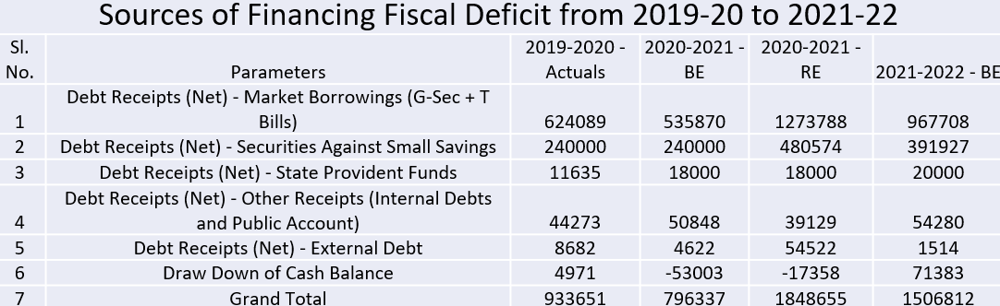 Sources of Financing Fiscal Deficit from 2019-20 to 2021-22
Sl. No. Parameters 2019-2020 - Actuals 2020-2021 - BE 2020-2021 - RE 2021-2022 - BE
1 Debt Receipts (Net) - Market Borrowings (G-Sec + T Bills) 624089 535870 1273788 967708
2 Debt Receipts (Net) - Securities Against Small Savings 240000 240000 480574 391927
3 Debt Receipts (Net) - State Provident Funds 11635 18000 18000 20000
4 Debt Receipts (Net) - Other Receipts (Internal Debts and Public Account) 44273 50848 39129 54280
5 Debt Receipts (Net) - External Debt 8682 4622 54522 1514
6 Draw Down of Cash Balance 4971 -53003 -17358 71383
7 Grand Total 933651 796337 1848655 1506812